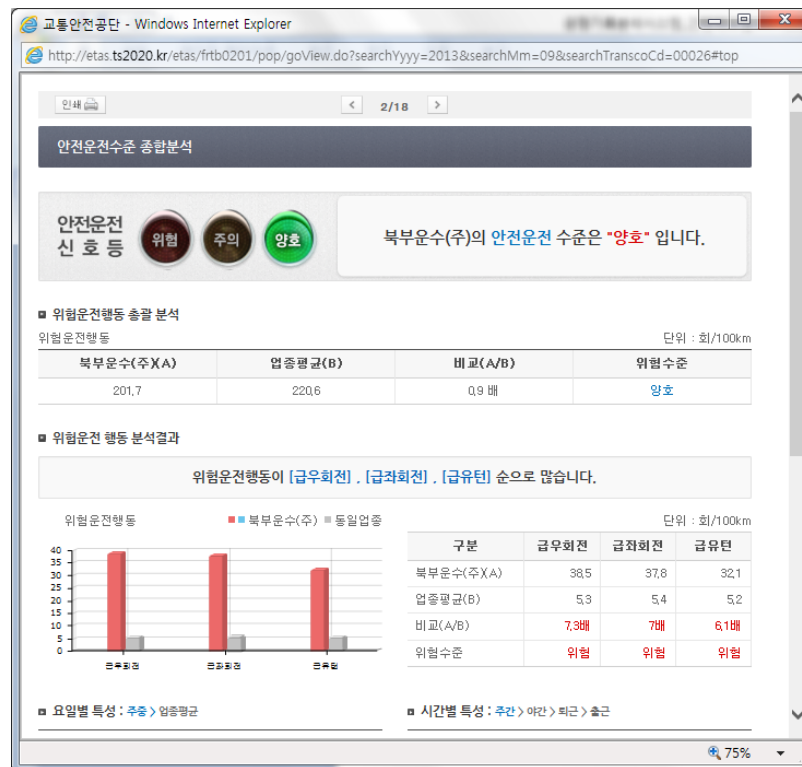 교통안전공단 - Windows Internet Explorer
http://etas.ts2020.kr/etas/frtb0201/pop/goView.do?searchYyyy=2013&searchMm=09&searchTranscoCd=00026#top
인쇄
< 2/18 >
안전운전수준 종합분석
안전운전
신 호 등
위험 주의 양호
북부운수(주)의 안전운전 수준은 "양호" 입니다.
위험운전행동 총괄 분석
위험운전행동 단위 : 회/100km
북부운수(주)(A) 업종평균(B) 비교(A/B) 위험수준
201,7 220,6 0,9 배 양호
위험운전 행동 분석결과
위험운전행동이 [급우회전] , [급좌회전] , [급유턴] 순으로 많습니다.
위험운전행동 북부운수(주) 동일업종
40
35
30
25
20
15
10
5
0
급우회전 급좌회전 급유턴
단위 : 회/100km
구분 급우회전 급좌회전 급유턴
북부운수(주)(A) 38,5 37,8 32,1
업종평균(B) 5,3 5,4 5,2
비교(A/B) 7,3배 7배 6,1배
위험수준 위험 위험 위험
요일별 특성 : 주중 > 업종평균
시간별 특성 : 주간 > 야간 > 퇴근 > 출근
75%